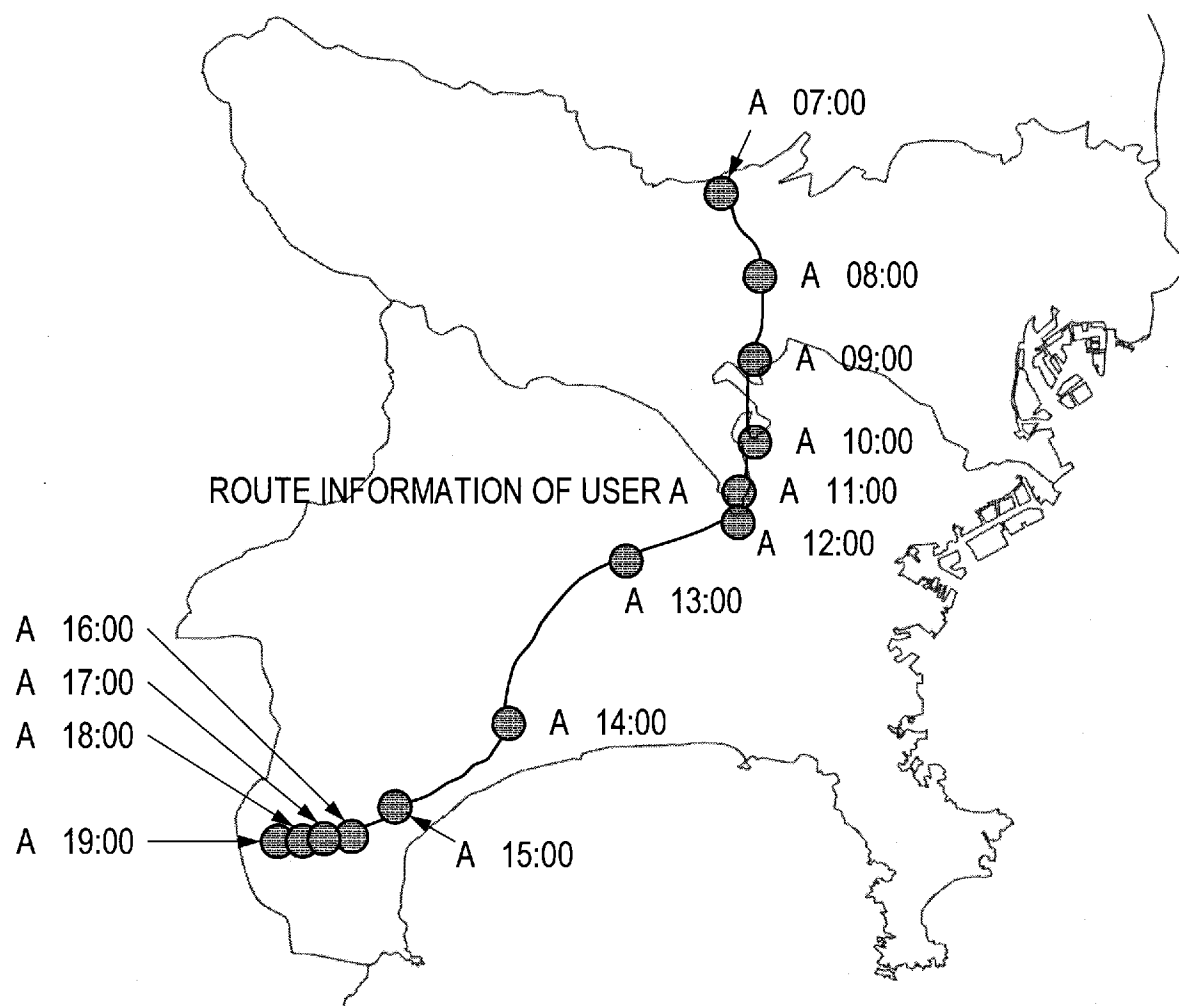 A 07:00
A 08:00
A 09:00
A 10:00
ROUTE INFORMATION OF USER A
A 11:00
A 12:00
A 13:00
A 16:00
A 17:00
A 14:00
A 18:00
A 19:00
A 15:00